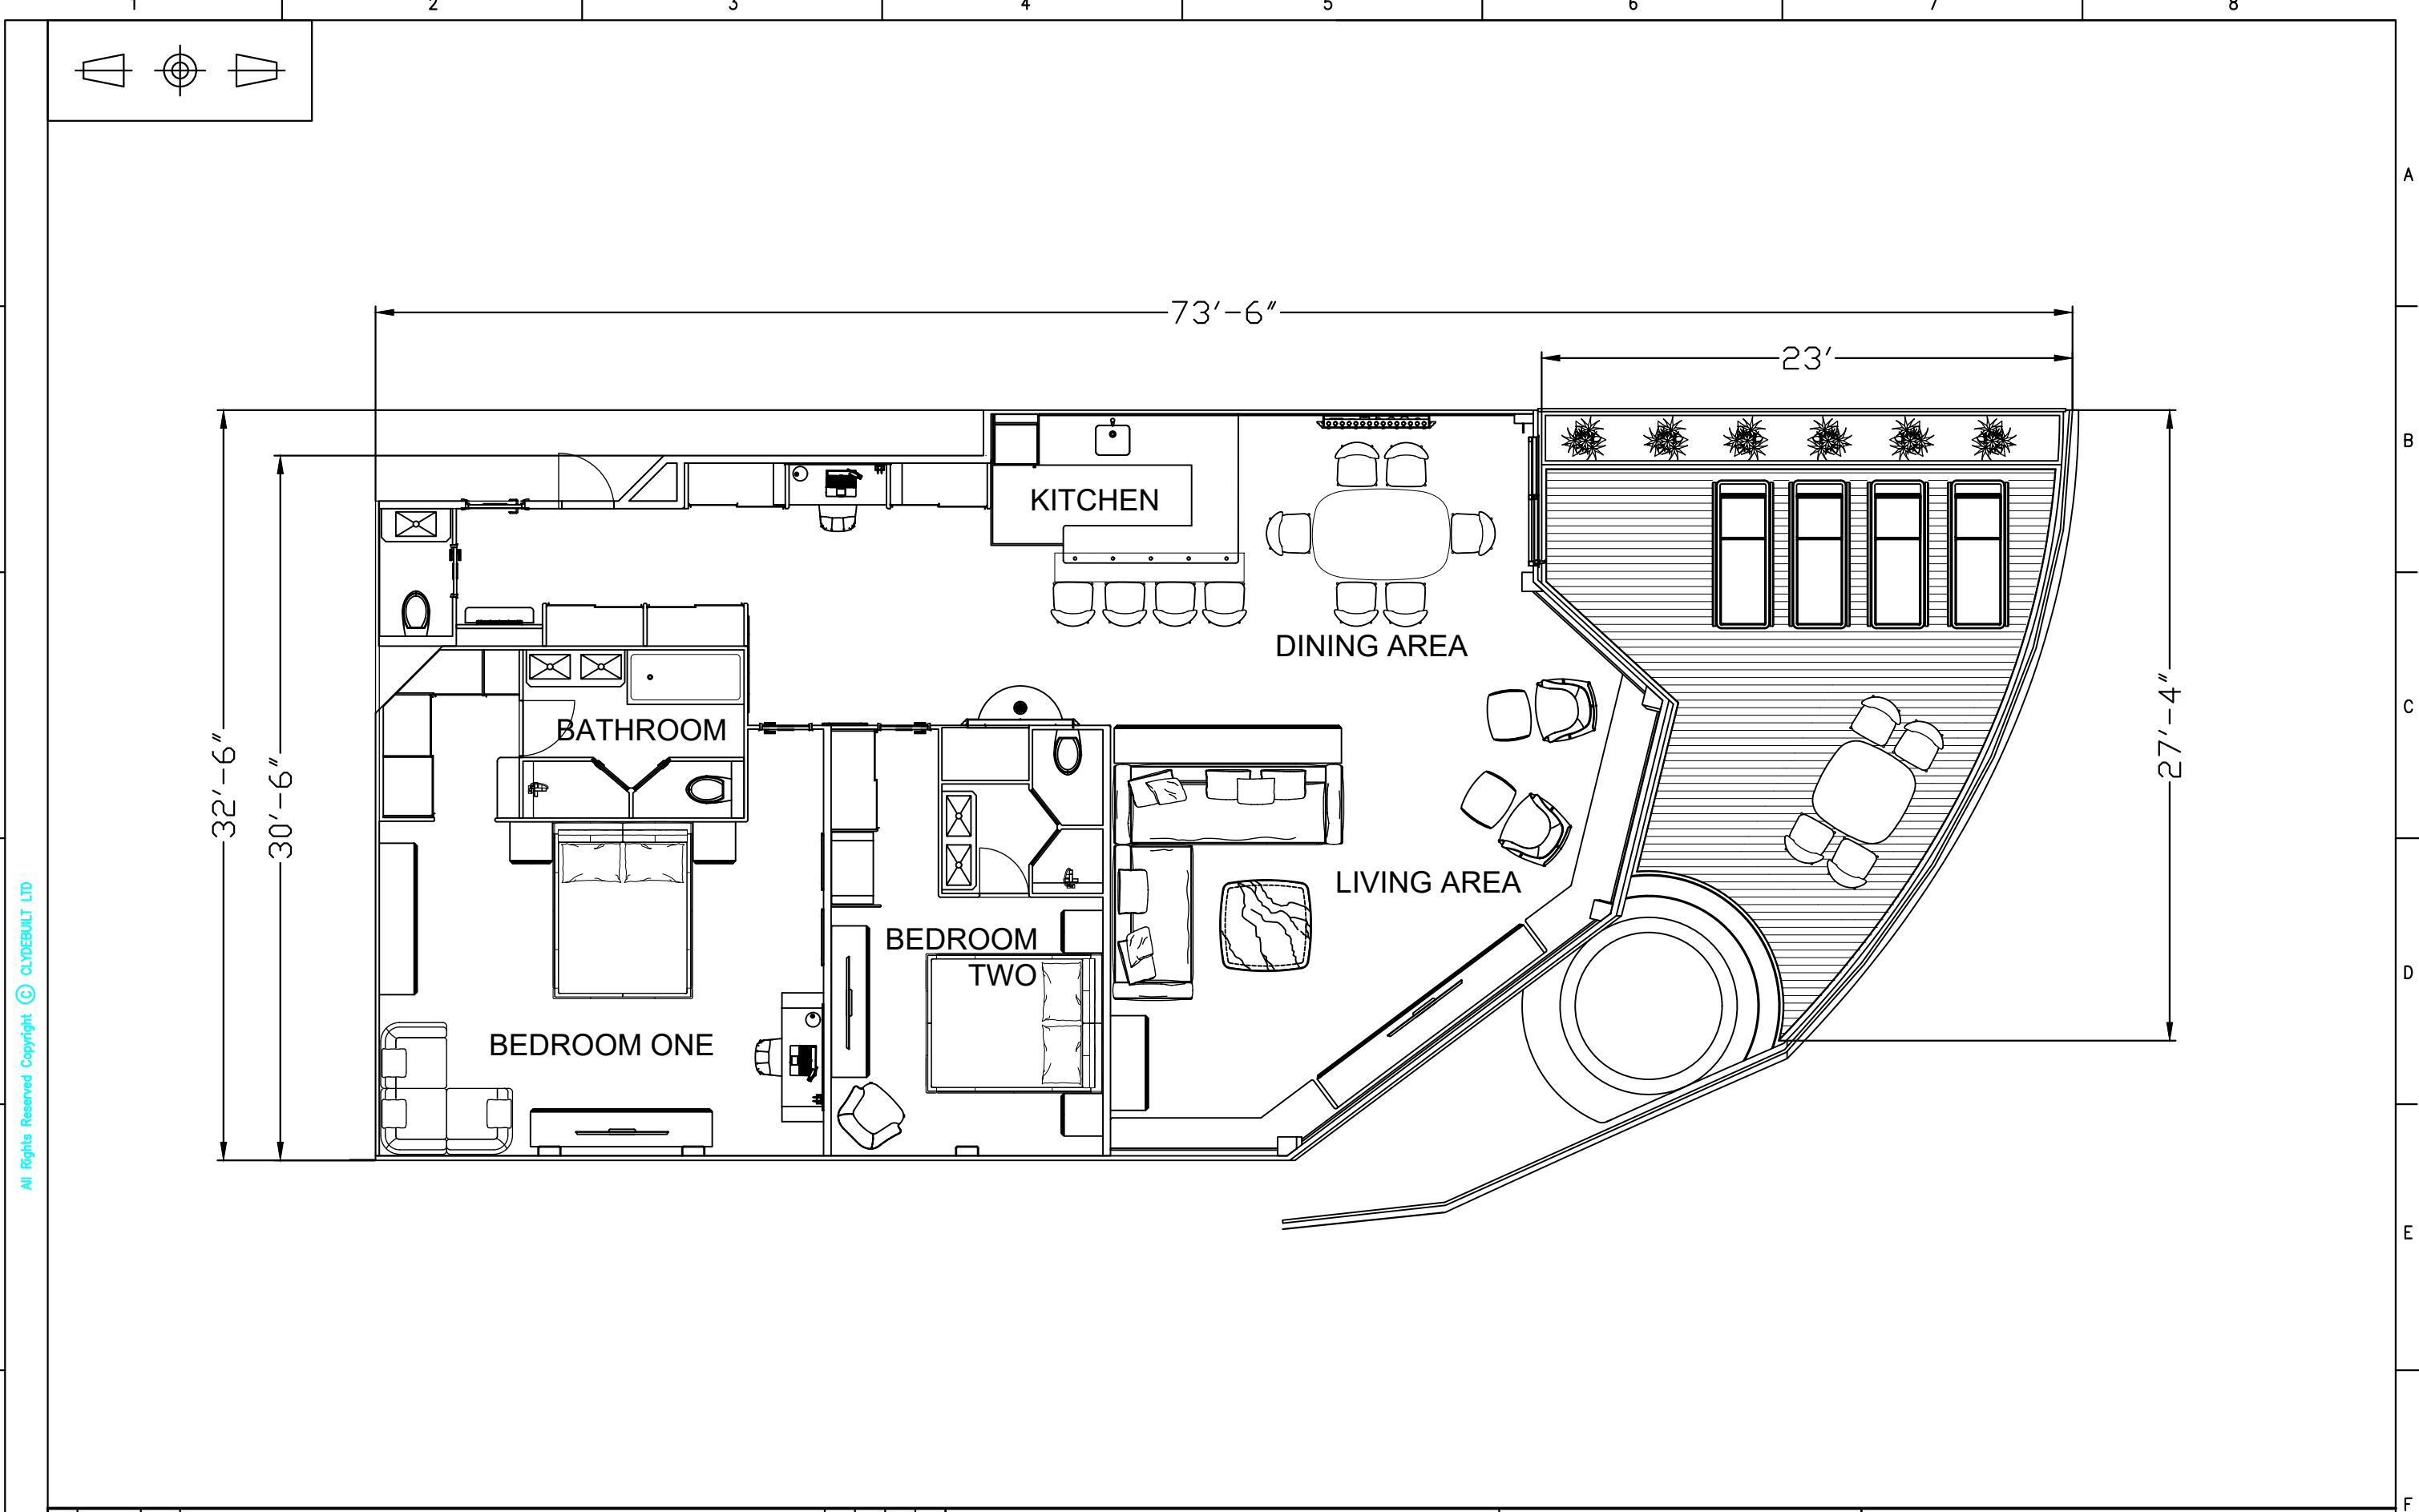 1 2 3 4 5 6 7 8
A
73'-6"
23'
B
KITCHEN
DINING AREA
C
BATHROOM
32'-6"
30'-6"
27'-4"
LIVING AREA
BEDROOM
TWO
D
BEDROOM ONE
All Rights Reserved Copyright © CLYDEBUILT LTD
E
F